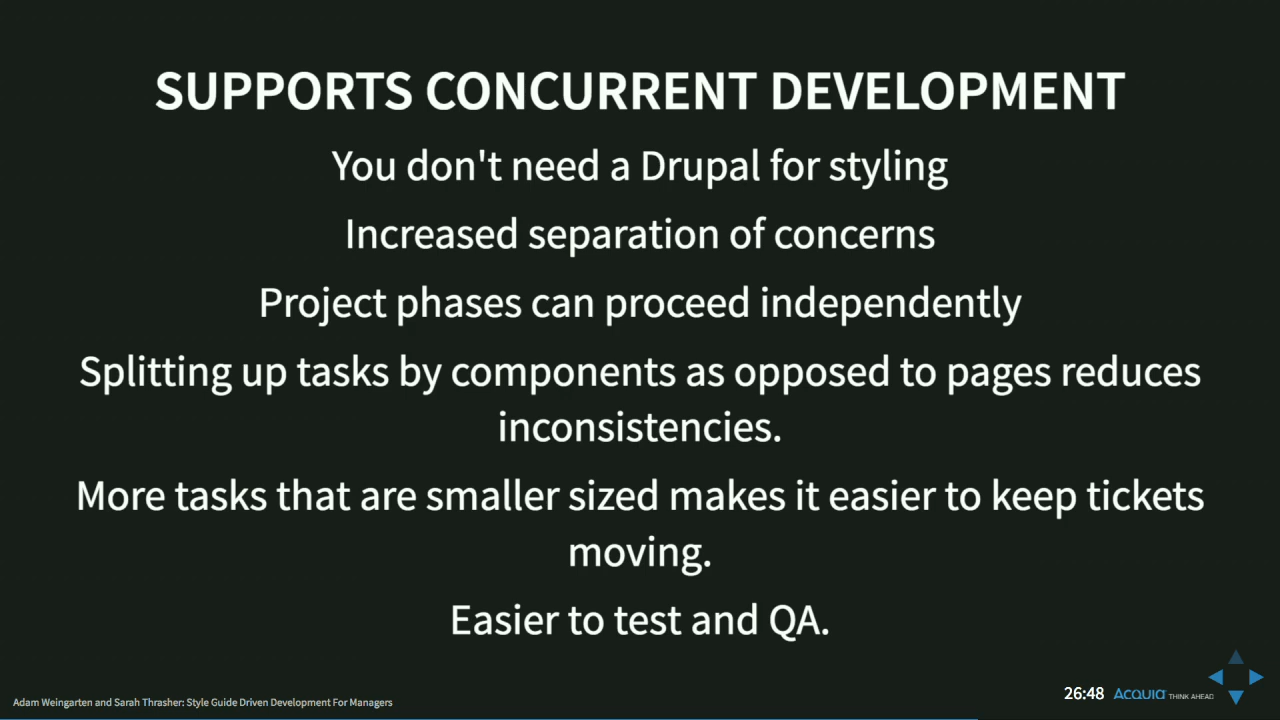 SUPPORTS CONCURRENT DEVELOPMENT
You don't need a Drupal for styling
Increased separation of concerns
Project phases can proceed independently
Splitting up tasks by components as opposed to pages reduces
inconsistencies.
More tasks that are smaller sized makes it easier to keep tickets
moving.
Easier to test and QA.
Adam Weingarten and Sarah Thrasher: Style Guide Driven Development For Managers
26:48 Acquia THINK AHEAD